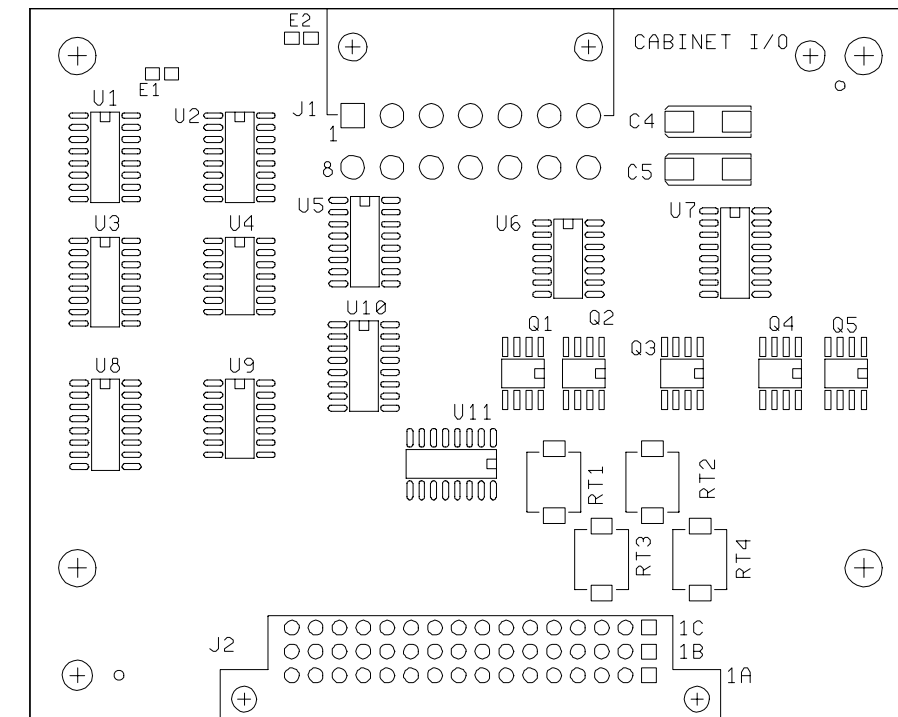 E2
CABINET I/O
E1
U1
U2
J1
1
C4
8
C5
U5
U7
U3
U4
U6
U10
Q1
Q2
Q4
Q5
Q3
U8
U9
U11
RT1
RT2
RT3
RT4
J2
1C
1B
1A